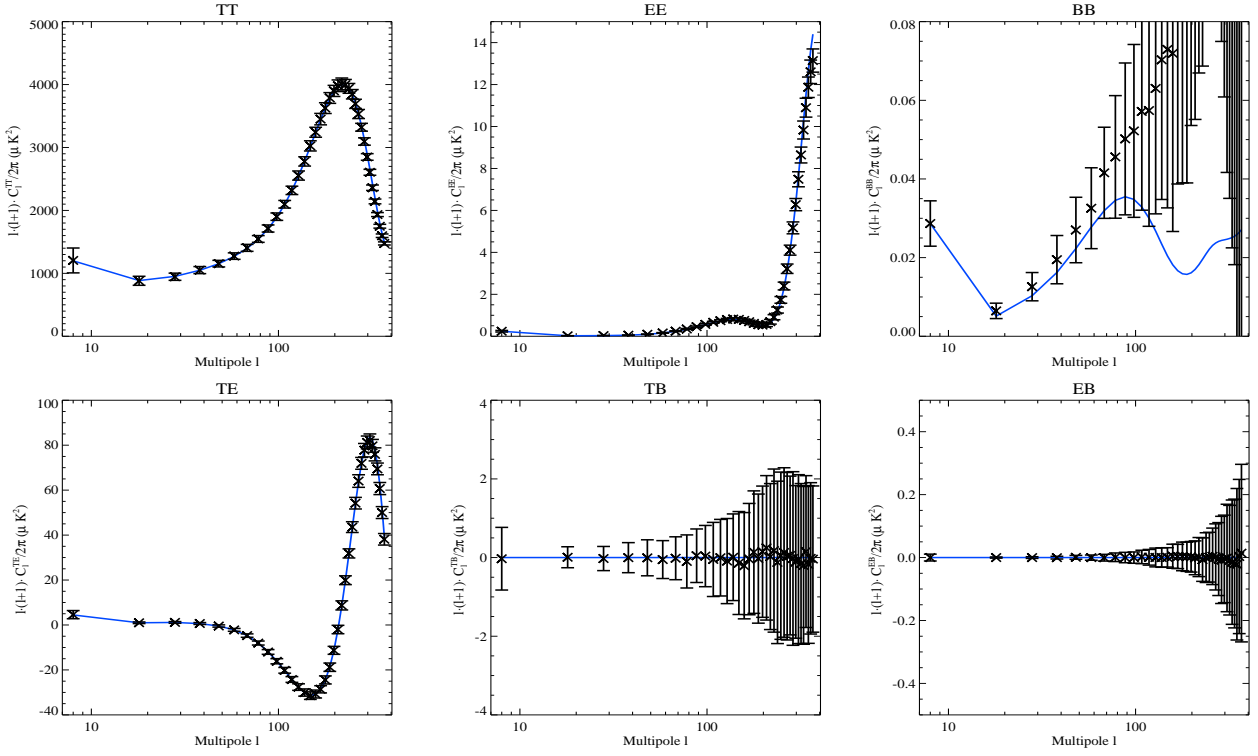 TT
5000
4000
3000
2000
1000
0
l·(l+1)· C_l^TT/2π (μ K²)
10
100
Multipole l
EE
14
12
10
8
6
4
2
0
l·(l+1)· C_l^EE/2π (μ K²)
10
100
Multipole l
BB
0.08
0.06
0.04
0.02
0.00
l·(l+1)· C_l^BB/2π (μ K²)
10
100
Multipole l
TE
100
80
60
40
20
0
-20
-40
l·(l+1)· C_l^TE/2π (μ K²)
10
100
Multipole l
TB
4
2
0
-2
-4
l·(l+1)· C_l^TB/2π (μ K²)
10
100
Multipole l
EB
0.4
0.2
0.0
-0.2
-0.4
l·(l+1)· C_l^EB/2π (μ K²)
10
100
Multipole l